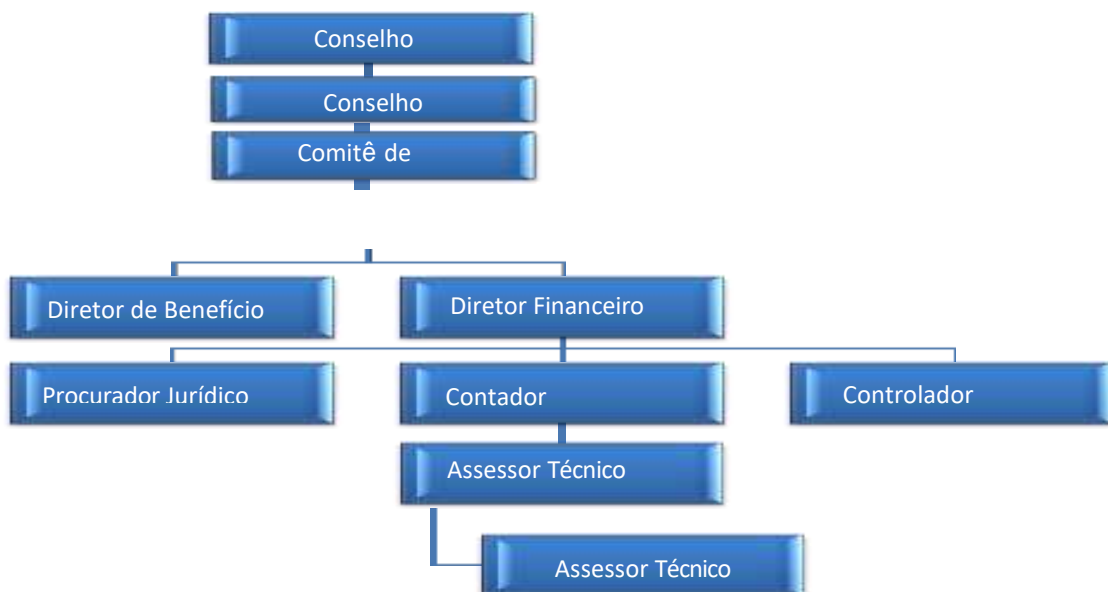 Conselho
Conselho
Comitê de
Diretor de Benefício
Diretor Financeiro
Procurador Jurídico
Contador
Controlador
Assessor Técnico
Assessor Técnico